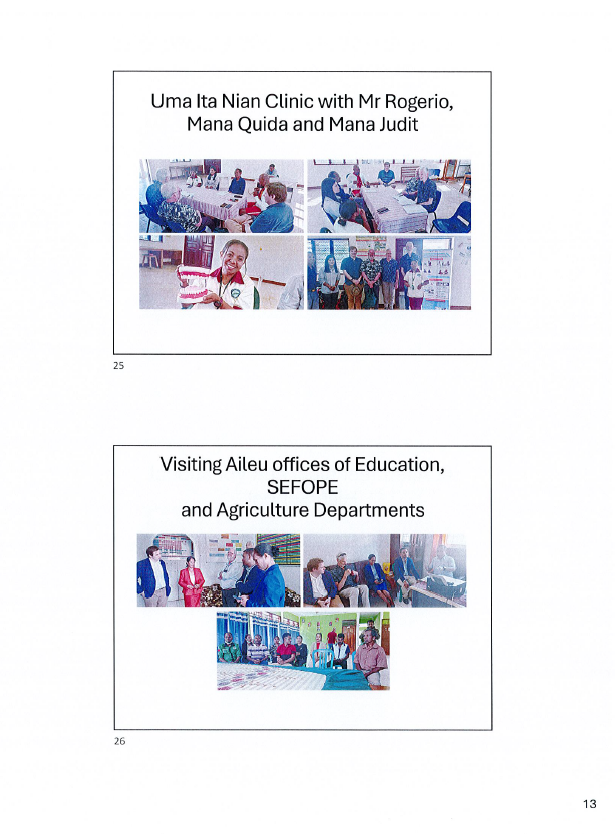 Uma Ita Nian Clinic with Mr Rogerio,
Mana Quida and Mana Judit
25
Visiting Aileu offices of Education,
SEFOPE
and Agriculture Departments
26
13